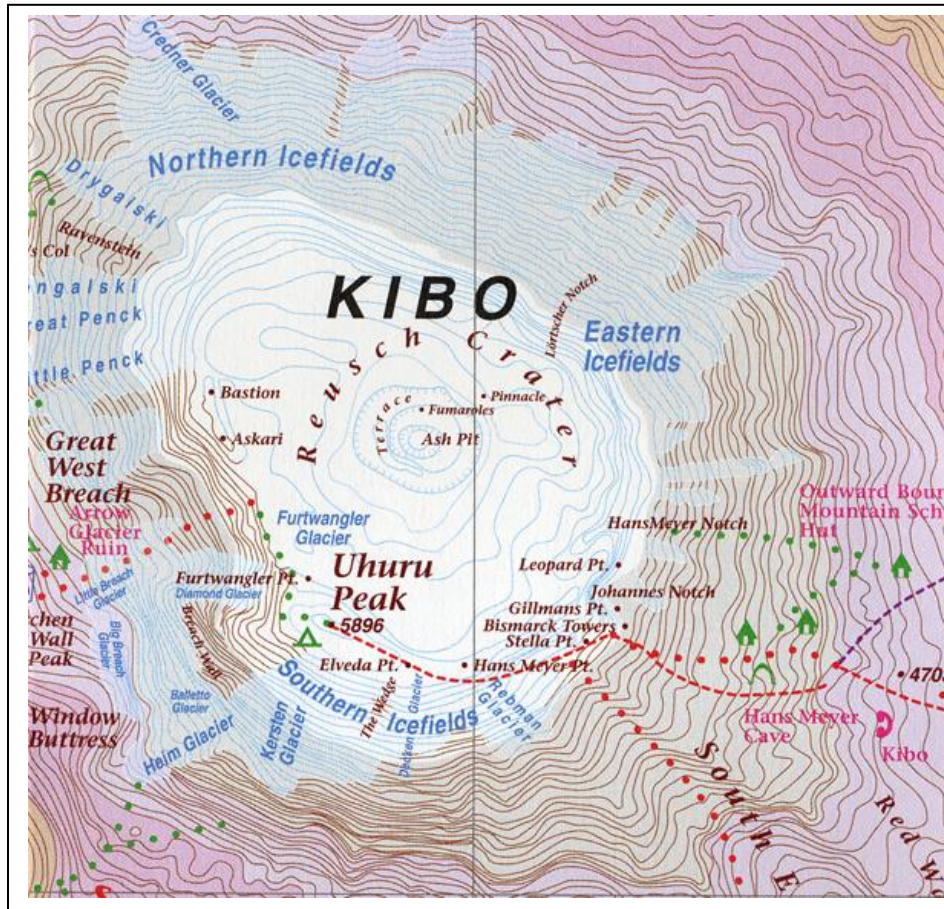 Credner Glacier
Northern Icefields
Drygalski
Ravenstein
s Col
ngalski
reat Penck
ttle Penck
KIBO
Reusch Crater
Lörtscher Notch
Eastern
Icefields
Bastion
Askari
Terrace
Fumaroles
Pinnacle
Ash Pit
Great
West
Breach
Arrow
Glacier
Ruin
Furtwangler
Glacier
HansMeyer Notch
Outward Bour
Mountain Sch
Hut
Little Breach
Glacier
Furtwangler Pt.
Diamond Glacier
Uhuru
Peak
5896
Leopard Pt.
Johannes Notch
Gillmans Pt.
Bismarck Towers
Stella Pt.
chen
Wall
Peak
Big Breach
Glacier
Breach Wall
Elveda Pt.
Hans Meyer Pt.
470
Southern Icefields
The Wedge
Glacier
Rebman
Glacier
Balletto
Glacier
Heim Glacier
Kersten
Glacier
Window
Buttress
Hans Meyer
Cave
Kibo
South E
Red W